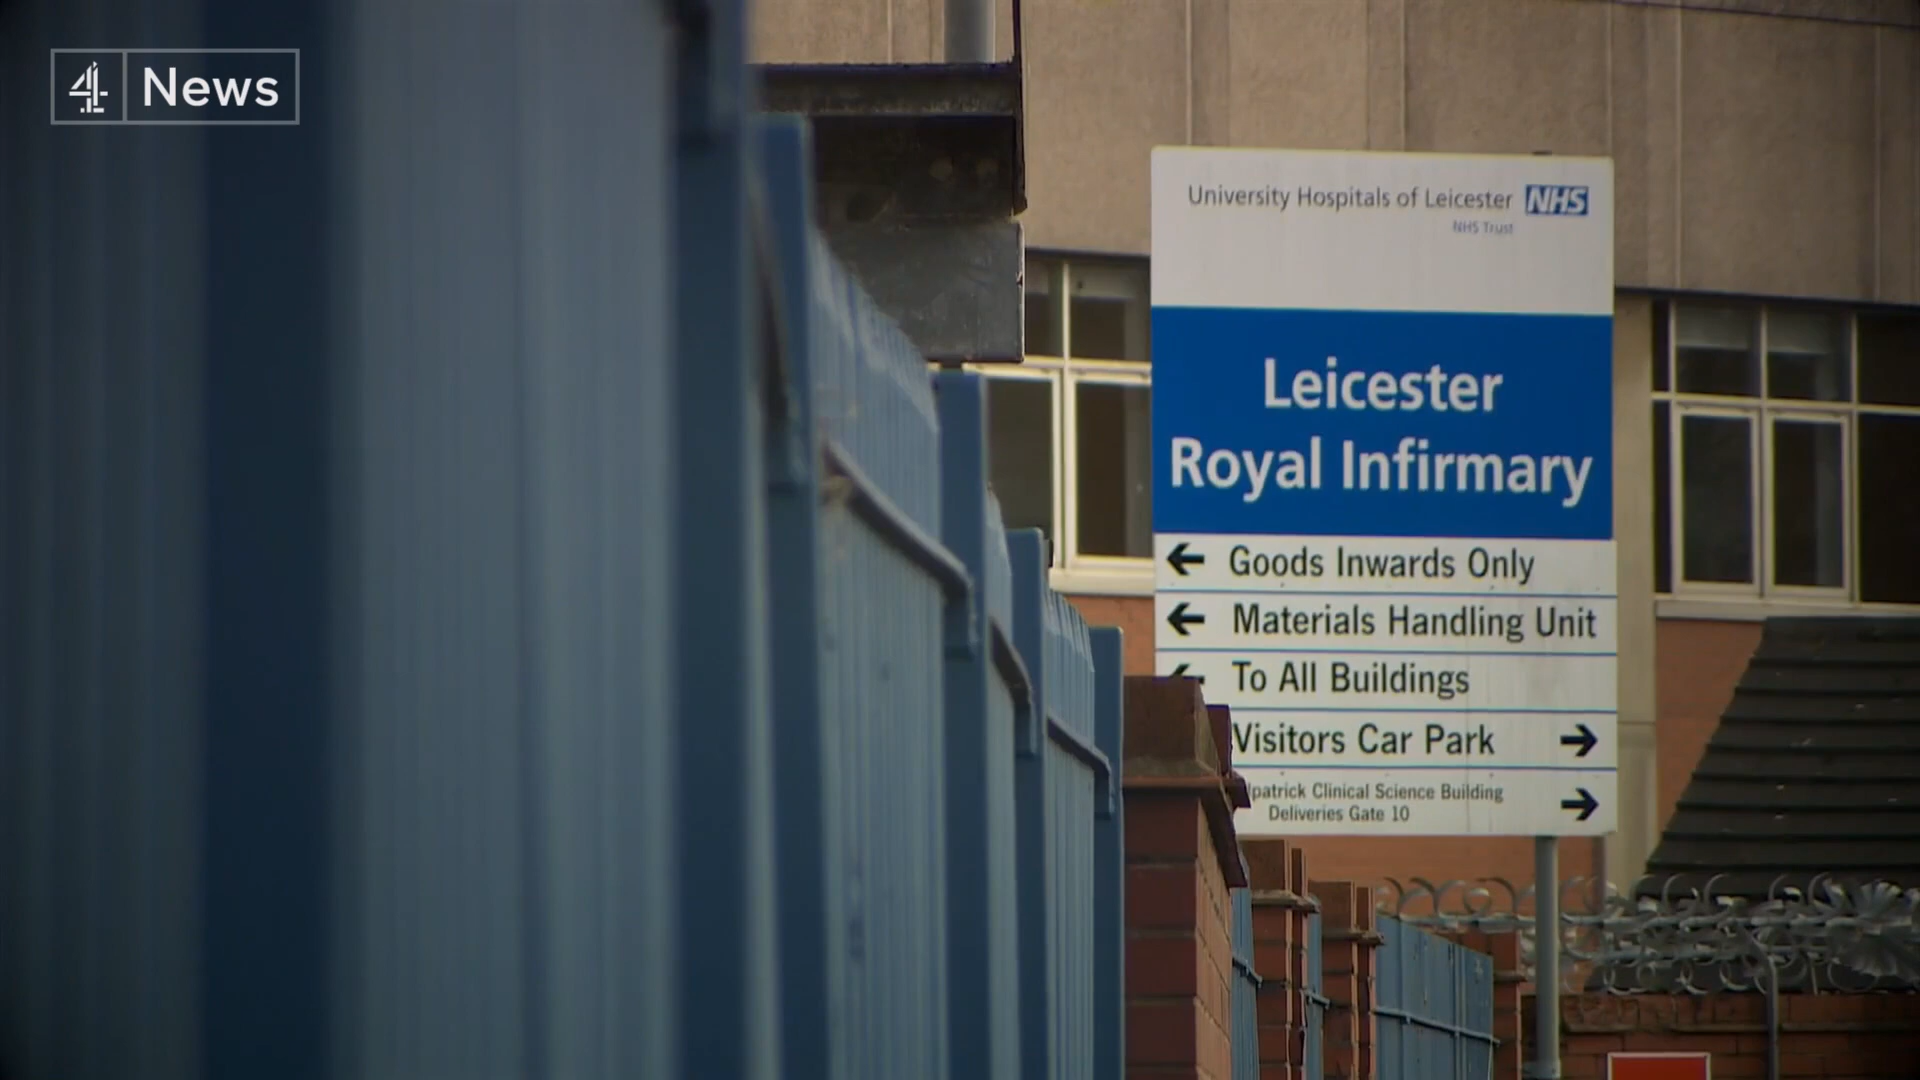 4 News
University Hospitals of Leicester NHS
NHS Trust
Leicester
Royal Infirmary
Goods Inwards Only
Materials Handling Unit
To All Buildings
Visitors Car Park
Clinical Science Building
Deliveries Gate 10